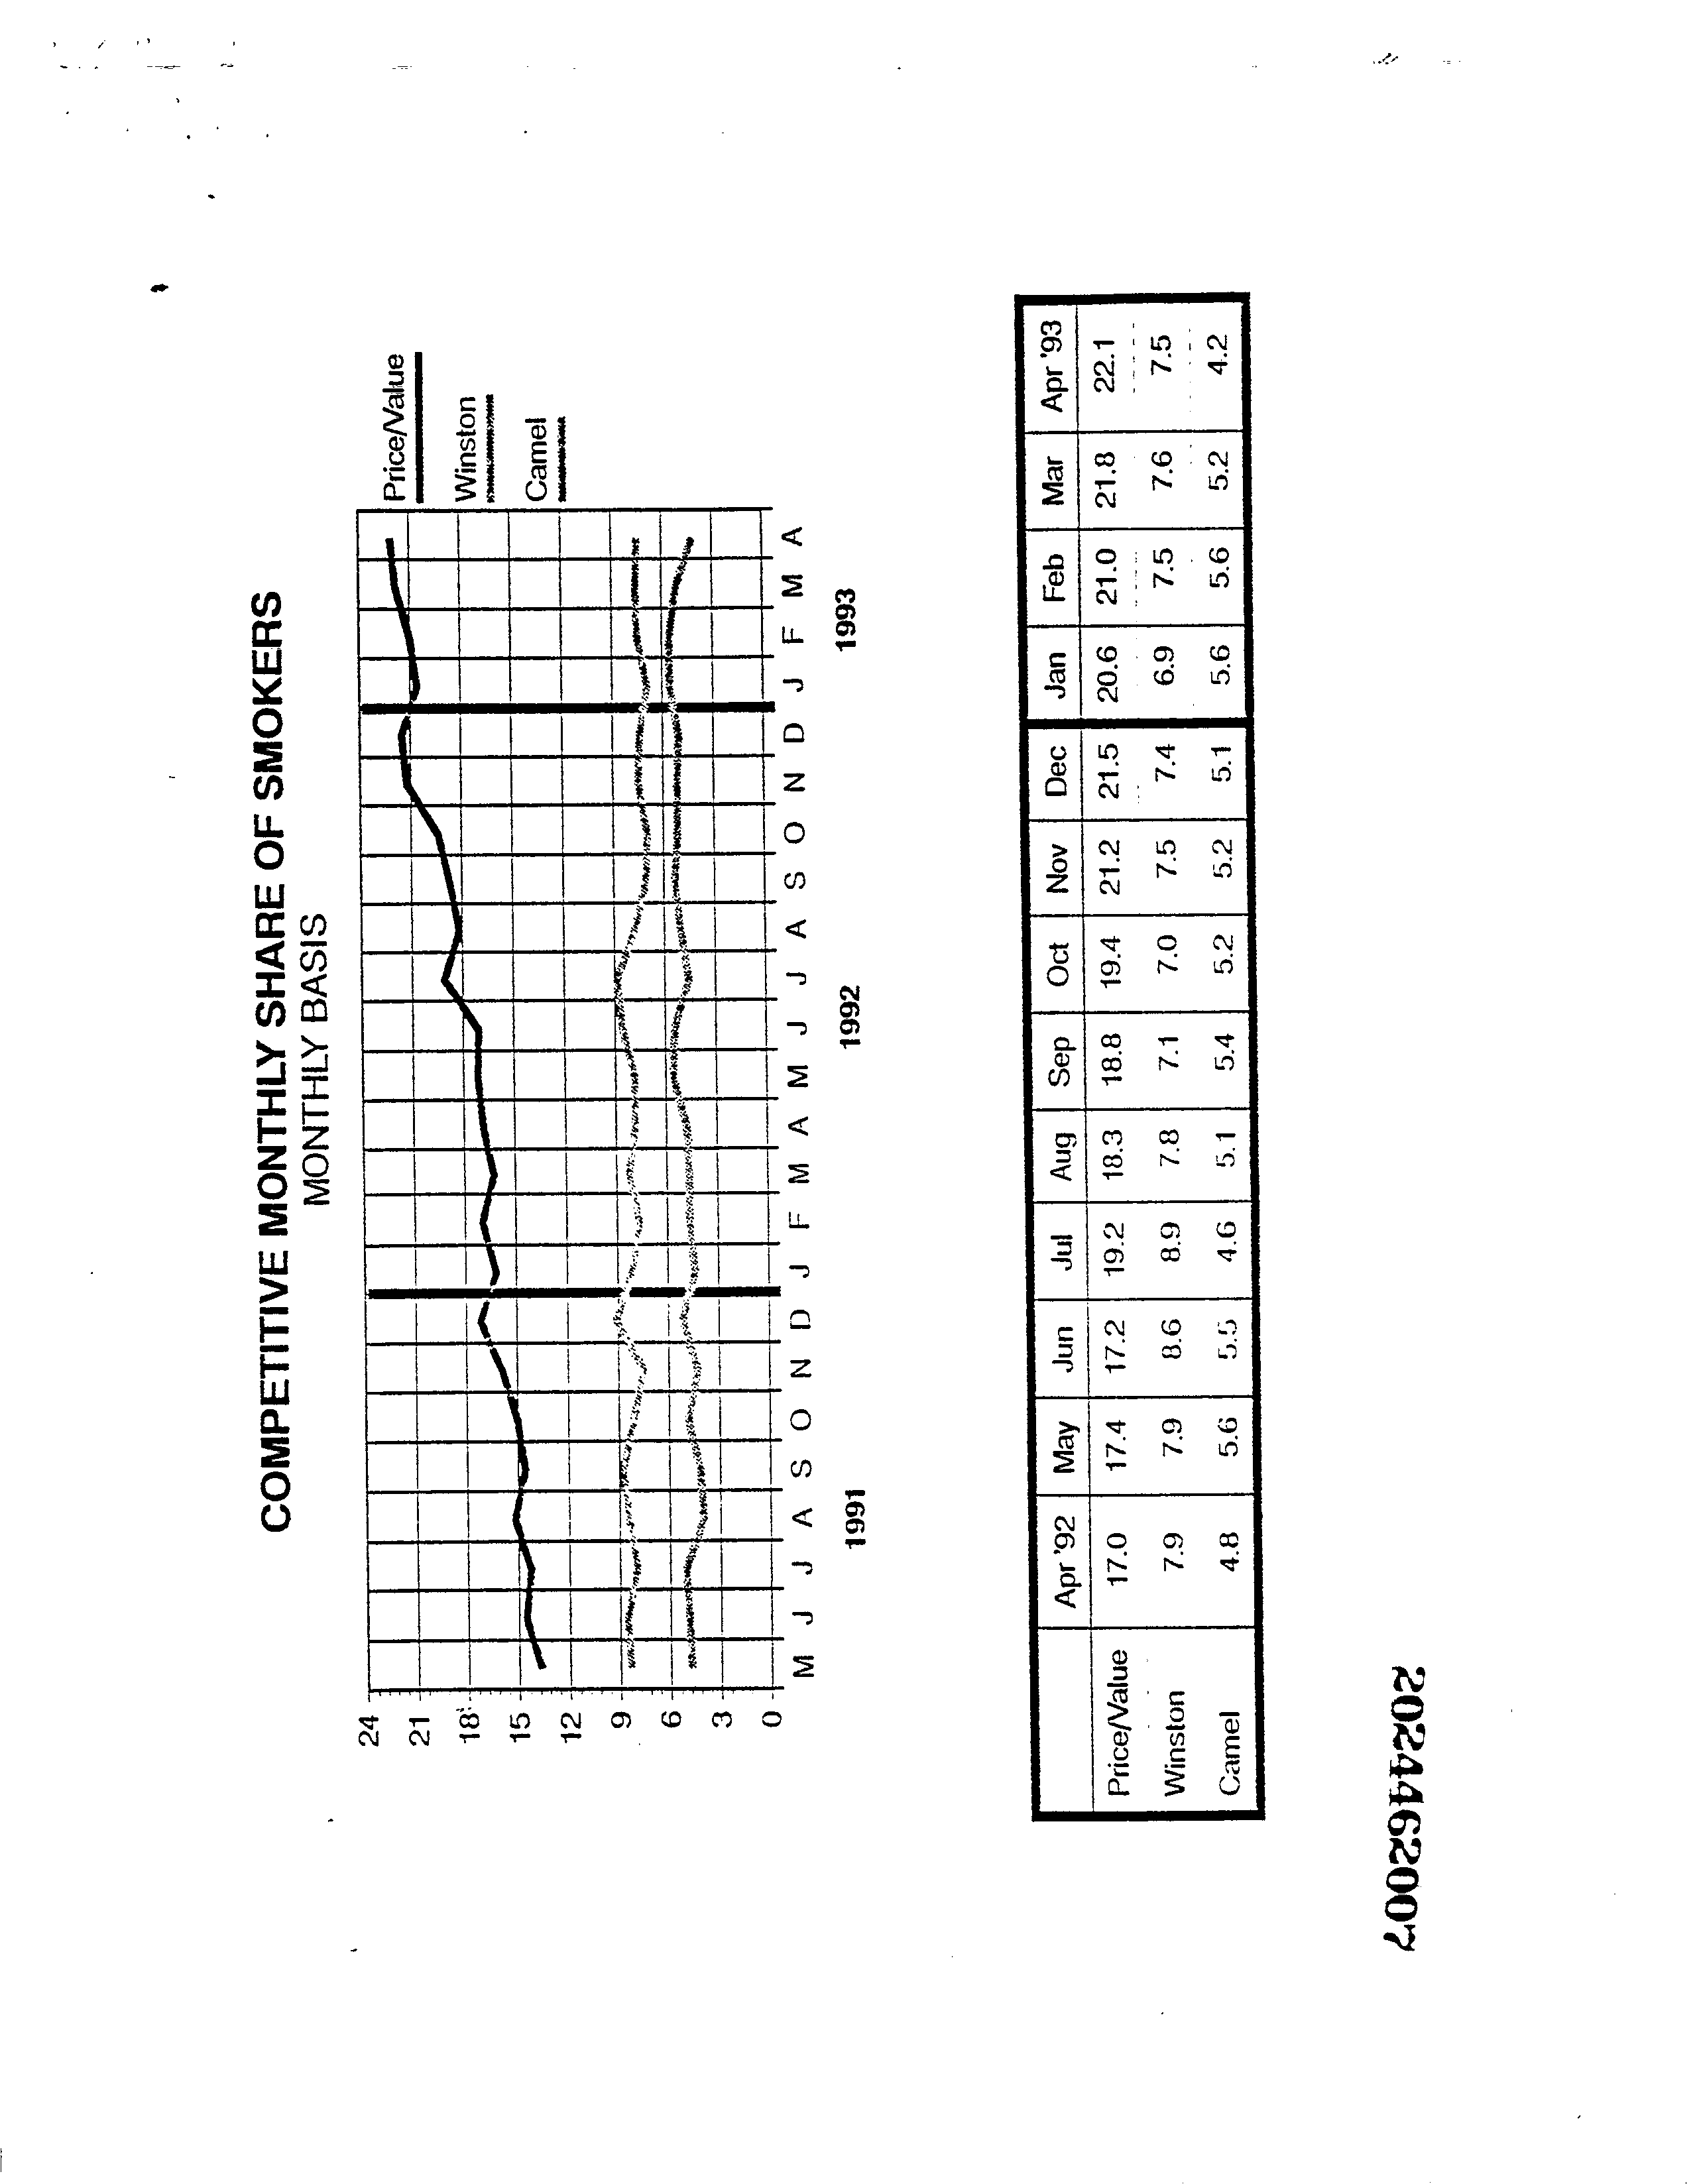 COMPETITIVE MONTHLY SHARE OF SMOKERS
MONTHLY BASIS
Price/Value
Winston
Camel
24
21
18
15
12
9
6
3
0
M J J A S O N D J F M A M J J A S O N D J F M A
1991 1992 1993
Apr '92 May Jun Jul Aug Sep Oct Nov Dec Jan Feb Mar Apr '93
Price/Value 17.0 17.4 17.2 19.2 18.3 18.8 19.4 21.2 21.5 20.6 21.0 21.8 22.1
Winston 7.9 7.9 8.6 8.9 7.8 7.1 7.0 7.5 7.4 6.9 7.5 7.6 7.5
Camel 4.8 5.6 5.5 4.6 5.1 5.4 5.2 5.2 5.1 5.6 5.6 5.2 4.2
2024462007